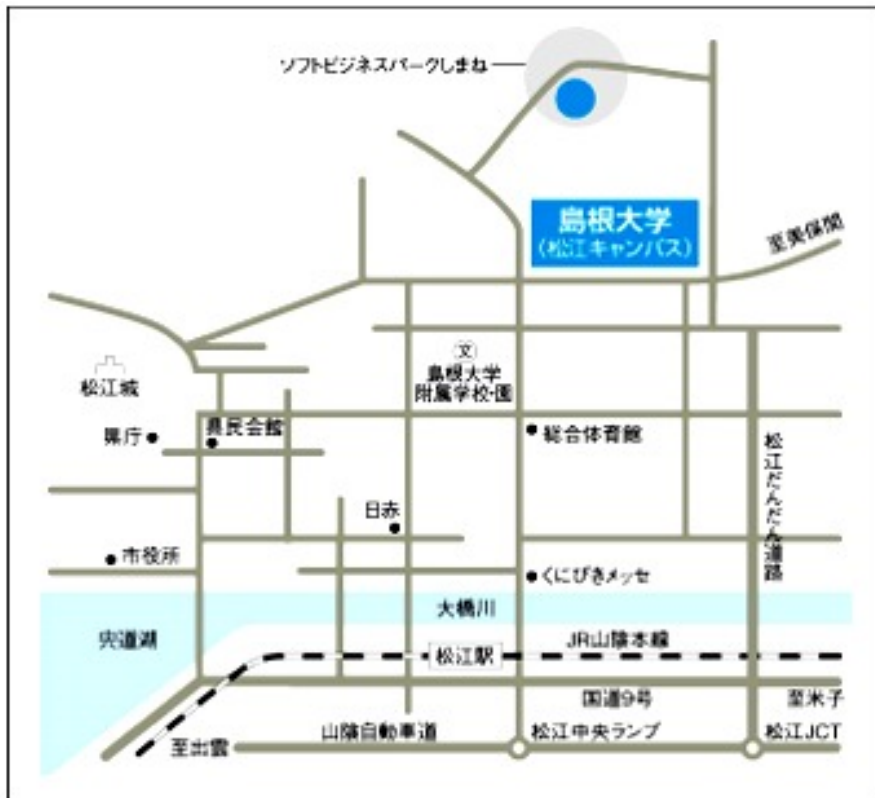 ソフトビジネスパークしまね
島根大学
(松江キャンパス)
至美保関
文
島根大学
附属学校・園
松江城
県庁
県民会館
総合体育館
松江だんだん道路
日赤
市役所
くにびきメッセ
大橋川
宍道湖
JR山陰本線
松江駅
国道9号
至米子
山陰自動車道
松江中央ランプ
松江JCT
至出雲